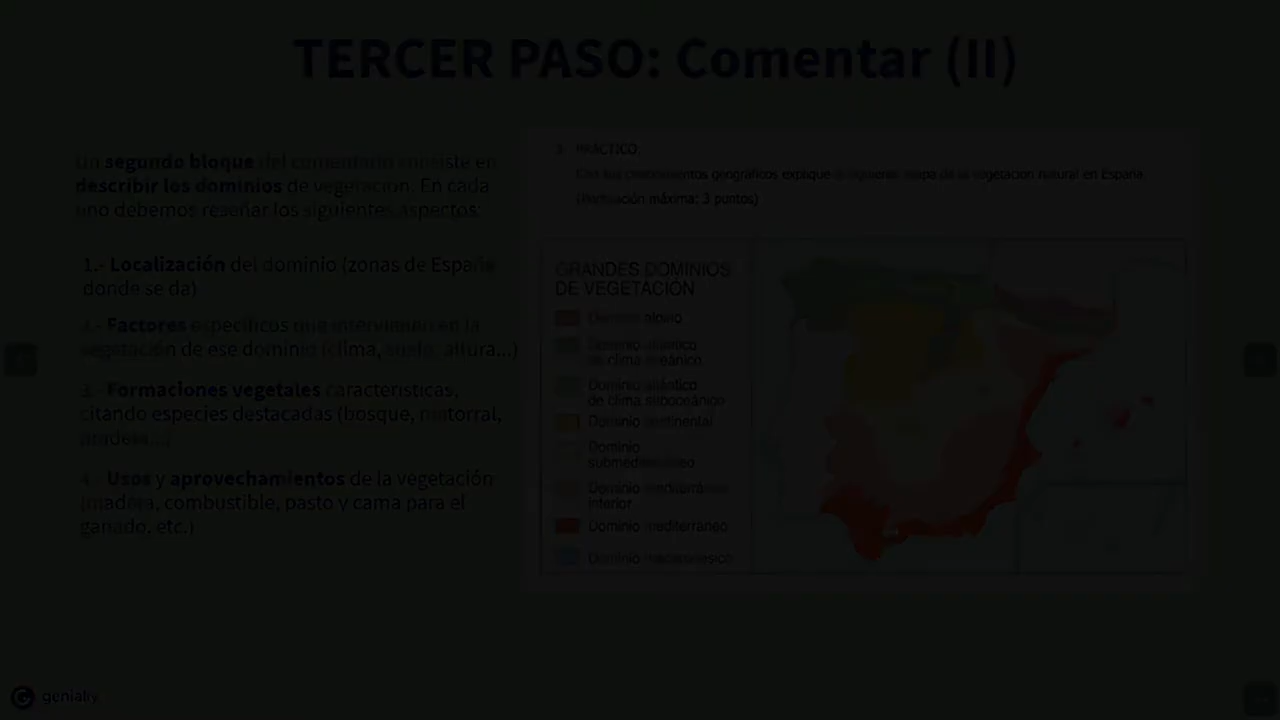 TERCER PASO: Comentar (II)
Un segundo bloque del comentario consiste en
describir los dominios de vegetación. En cada
uno debemos reseñar los siguientes aspectos:
1.- Localización del dominio (zonas de España
donde se da)
2.- Factores específicos que intervienen en la
vegetación de ese dominio (clima, suelo, altura...)
3.- Formaciones vegetales características,
citando especies destacadas (bosque, matorral,
pradera...)
4.- Usos y aprovechamientos de la vegetación
(madera, combustible, pasto y cama para el
ganado, etc.)
PRÁCTICO:
Con sus conocimientos geográficos explique el siguiente mapa de la vegetación natural en España.
(Puntuación máxima: 3 puntos)
GRANDES DOMINIOS
DE VEGETACIÓN
Dominio alpino
Dominio atlántico
de clima oceánico
Dominio atlántico
de clima suboceánico
Dominio continental
Dominio
submediterráneo
Dominio mediterráneo
interior
Dominio mediterráneo
Dominio macaronésico
genially